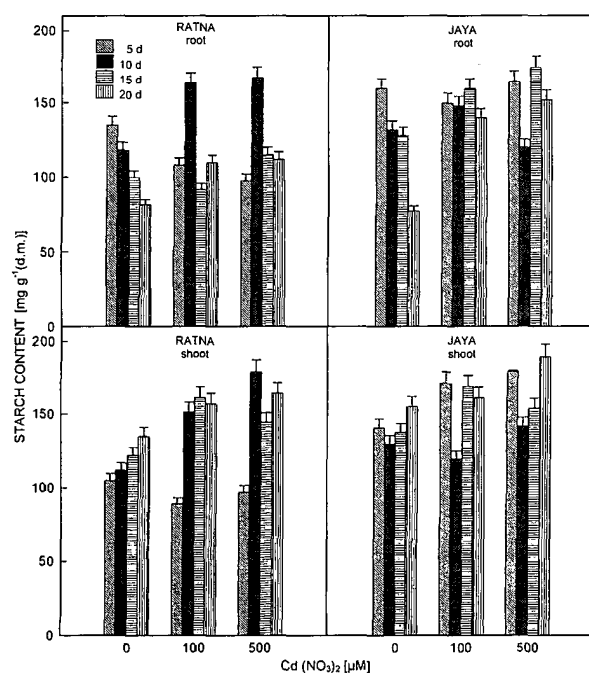 RATNA
root
JAYA
root
5 d
10 d
15 d
20 d
200
150
100
50
0
RATNA
shoot
JAYA
shoot
200
150
100
50
0
STARCH CONTENT [mg g⁻¹(d.m.)]
0 100 500
0 100 500
Cd (NO₃)₂ [µM]